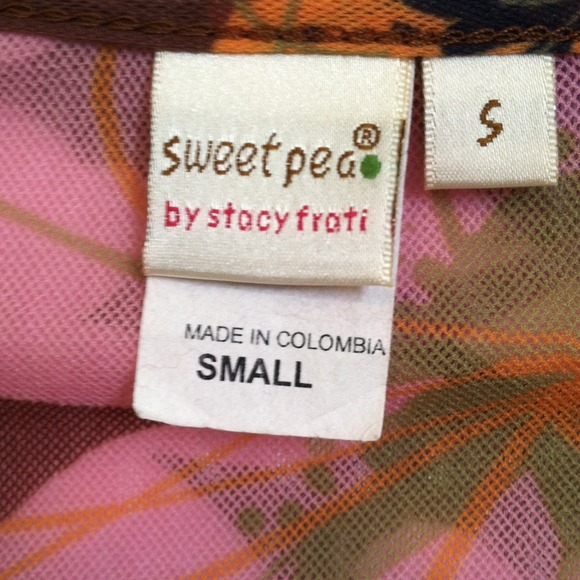 sweet pea®
by stacy frati
S
MADE IN COLOMBIA
SMALL